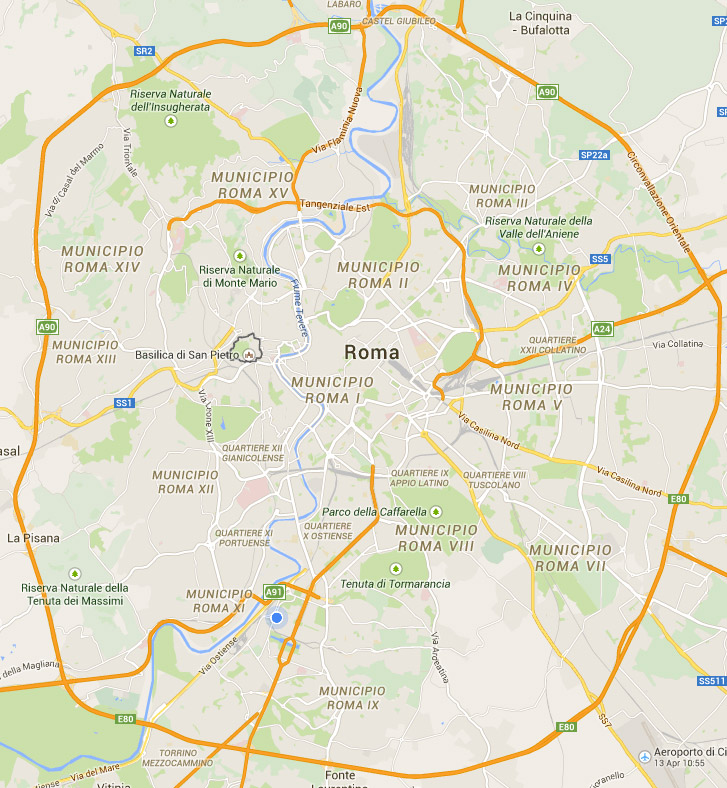 LABARO
A90
CASTEL GIUBILEO
La Cinquina
- Bufalotta
SR2
Riserva Naturale
dell'Insugherata
A90
Via Flaminia Nuova
Via Trionfale
Via di Casal del Marmo
SP22a
Circonvallazione Orientale
MUNICIPIO
ROMA XV
MUNICIPIO
ROMA III
Tangenziale Est
Riserva Naturale della
Valle dell'Aniene
MUNICIPIO
ROMA XIV
SS5
Riserva Naturale
di Monte Mario
MUNICIPIO
ROMA II
MUNICIPIO
ROMA IV
Fiume Tevere
A90
A24
MUNICIPIO
ROMA XIII
Basilica di San Pietro
Roma
QUARTIERE
XXII COLLATINO
Via Collatina
MUNICIPIO
ROMA I
MUNICIPIO
ROMA V
SS1
Via Casilina Nord
QUARTIERE XII
GIANICOLENSE
MUNICIPIO
ROMA XII
QUARTIERE IX
APPIO LATINO
QUARTIERE VIII
TUSCOLANO
Via Casilina Nord
E80
Parco della Caffarella
QUARTIERE XI
PORTUENSE
QUARTIERE
X OSTIENSE
MUNICIPIO
ROMA VIII
La Pisana
MUNICIPIO
ROMA VII
Riserva Naturale della
Tenuta dei Massimi
Tenuta di Tormarancia
MUNICIPIO
ROMA XI
A91
Via Ostiense
Via Ardeatina
della Magliana
MUNICIPIO
ROMA IX
SS511
E80
SS7
E80
TORRINO
MEZZOCAMMINO
Aeroporto di Ci
13 Apr 10:55
Via del Mare
Fonte